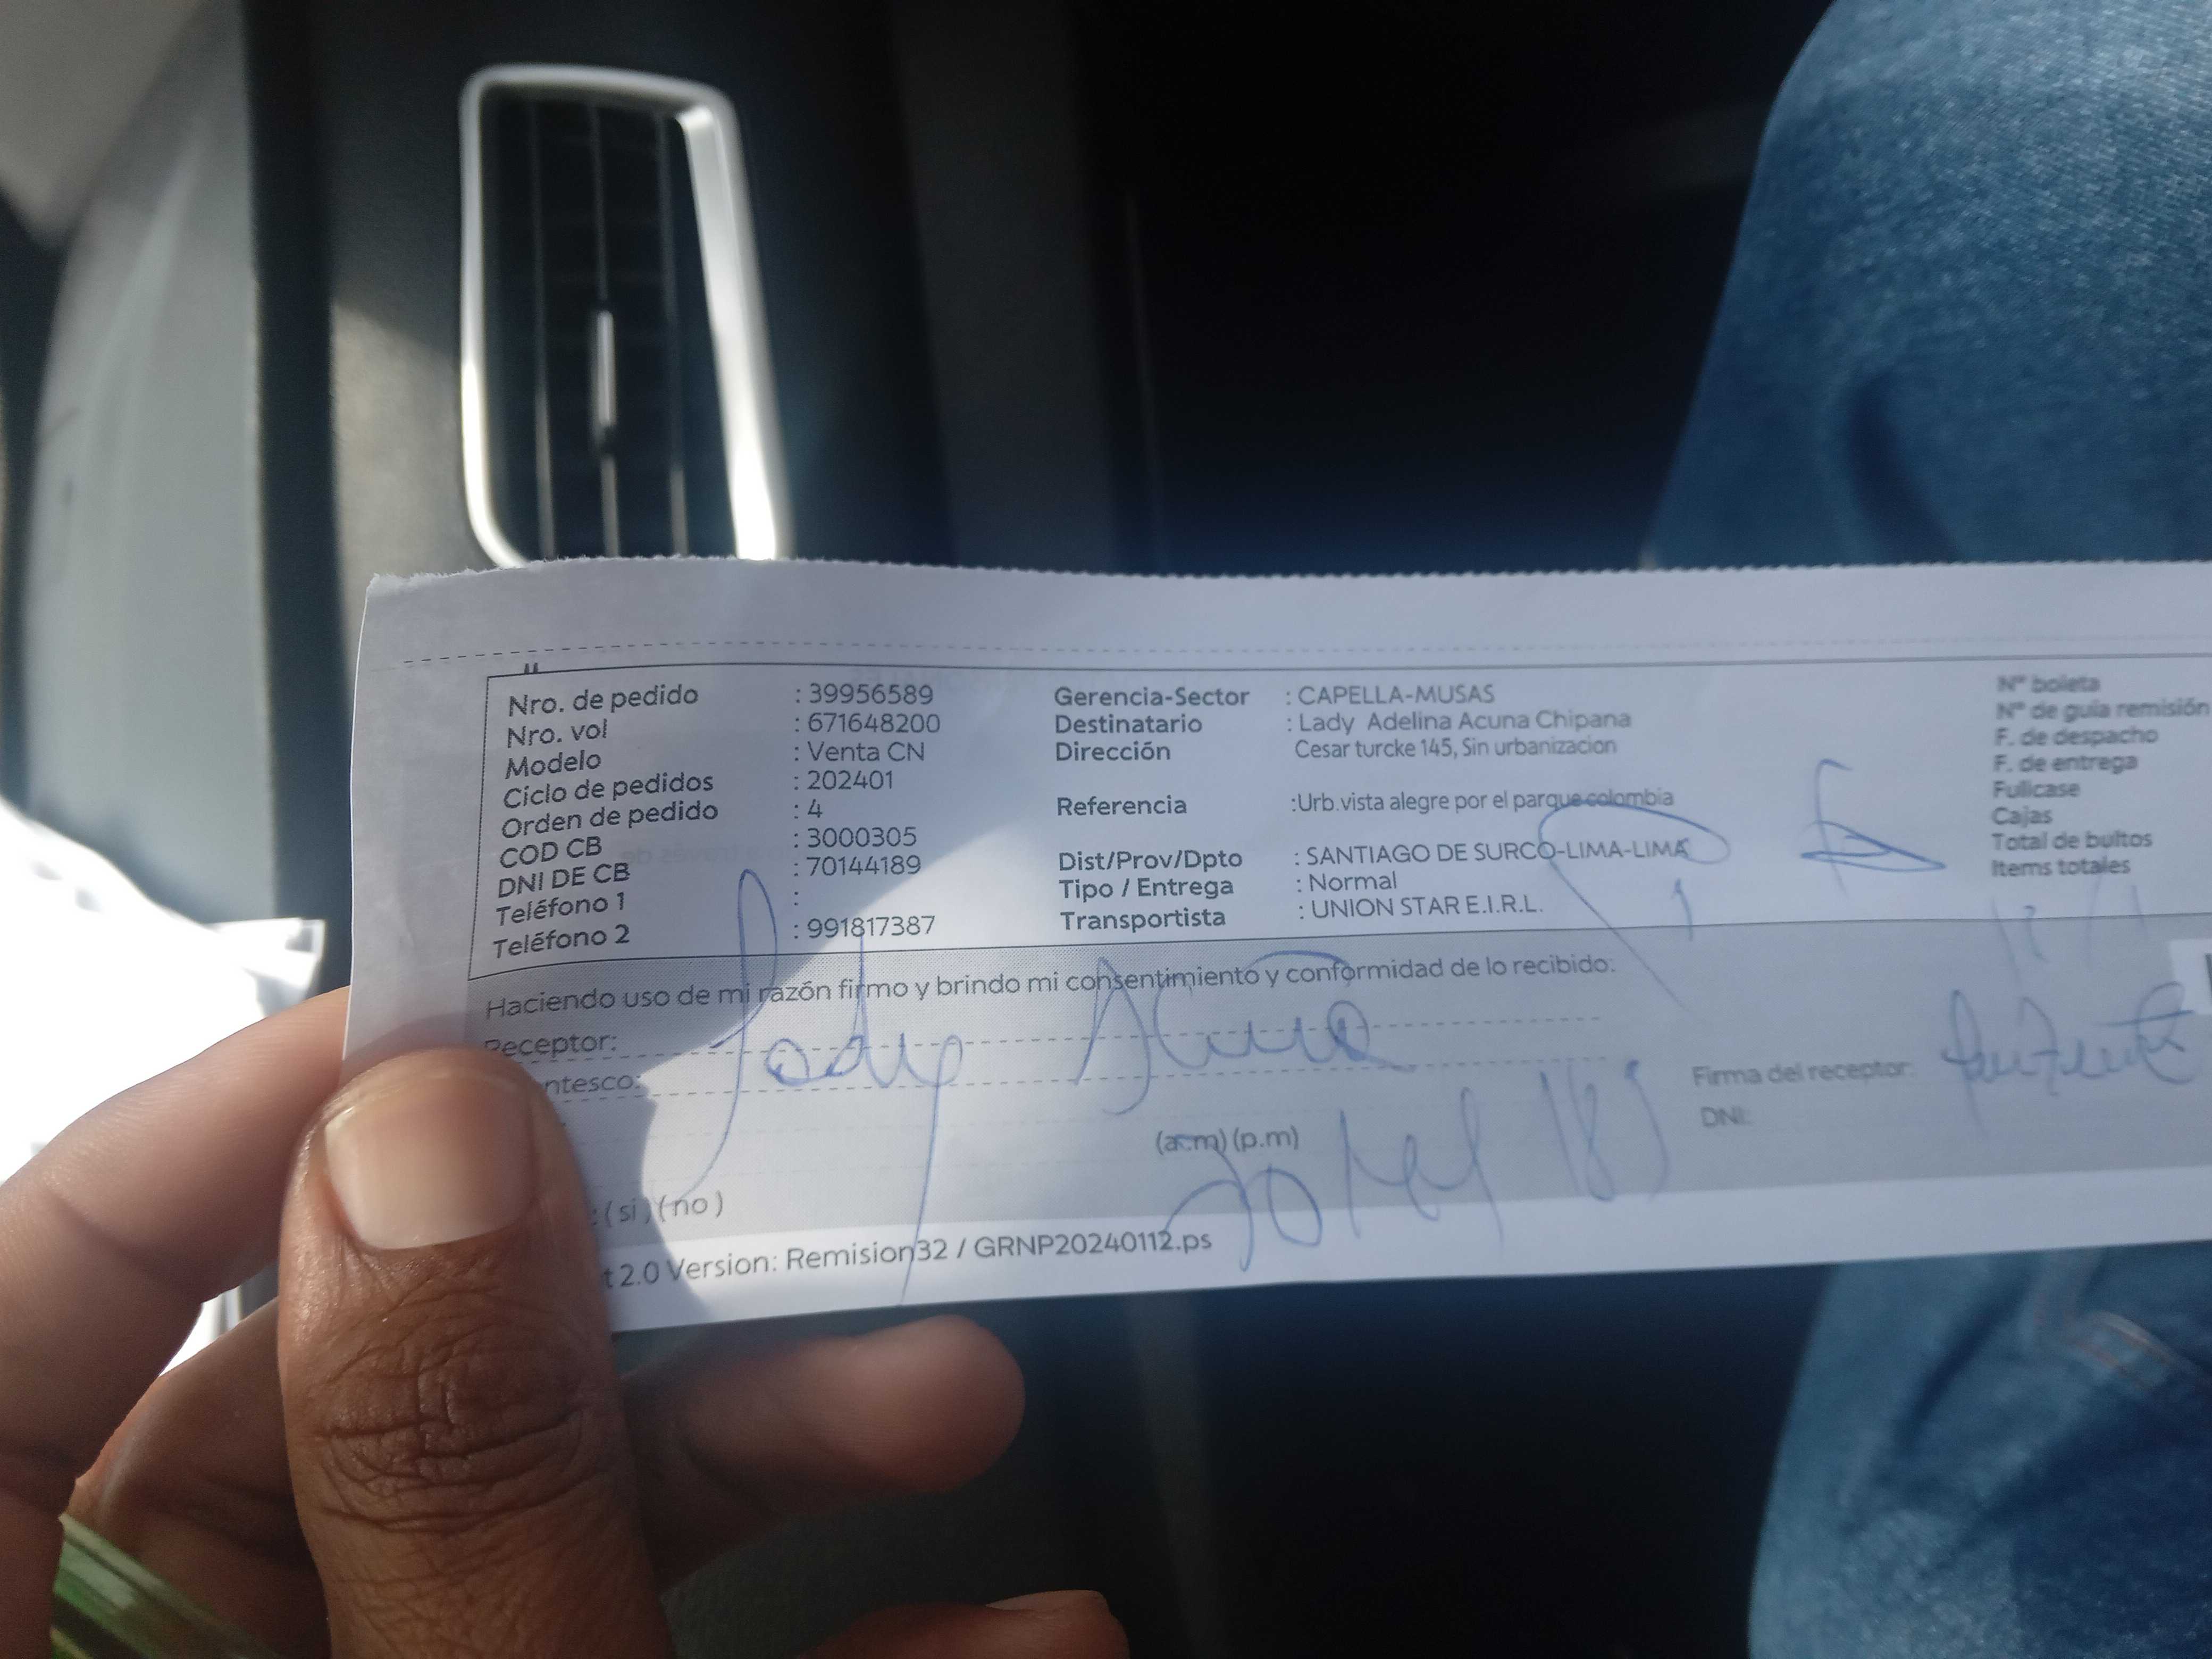 Nro. de pedido : 39956589
Nro. vol : 671648200
Modelo : Venta CN
Ciclo de pedidos : 202401
Orden de pedido : 4
COD CB : 3000305
DNI DE CB : 70144189
Teléfono 1 :
Teléfono 2 : 991817387
Gerencia-Sector : CAPELLA-MUSAS
Destinatario : Lady Adelina Acuna Chipana
Dirección Cesar turcke 145, Sin urbanizacion
Referencia :Urb.vista alegre por el parque colombia
Dist/Prov/Dpto : SANTIAGO DE SURCO-LIMA-LIMA
Tipo / Entrega : Normal
Transportista : UNION STAR E.I.R.L.
N° boleta
N° de guia remisión
F. de despacho
F. de entrega
Fullcase
Cajas
Total de bultos
Items totales
Haciendo uso de mi razón firmo y brindo mi consentimiento y conformidad de lo recibido:
Receptor: Lady Acuña
ntesco:
Firma del receptor:
DNI:
(a.m) (p.m)
: ( si ) ( no )
t 2.0 Version: Remision32 / GRNP20240112.ps